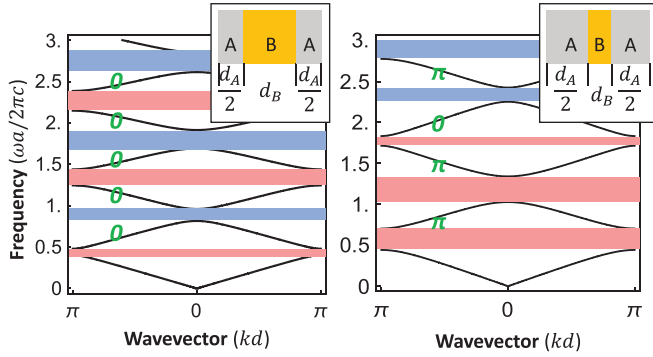 3.
2.5
2
1.5
1
0.5
0
Frequency (ωa/2πc)
0
0
0
0
0
π
0
π
Wavevector (kd)
A
B
A
d_A/2
d_B
d_A/2
3.
2.5
2
1.5
1
0.5
0
π
0
π
π
π
0
π
Wavevector (kd)
A
B
A
d_A/2
d_B
d_A/2